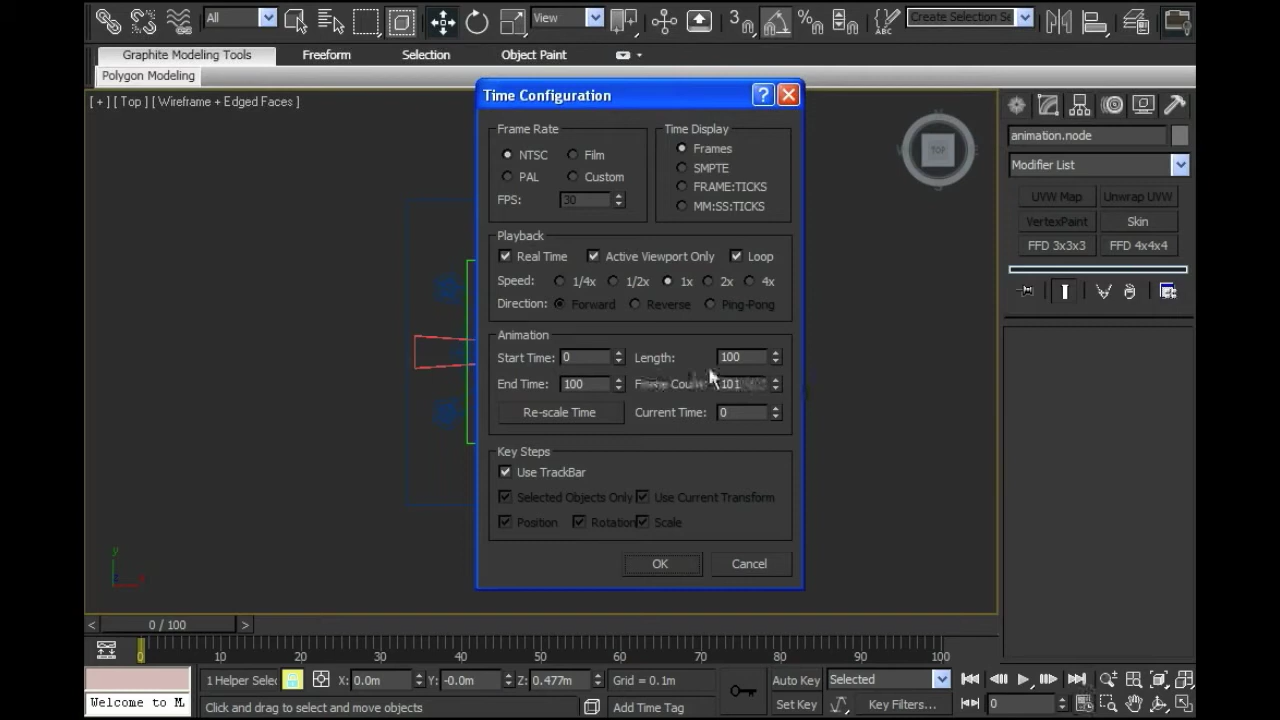 All
View
3
Create Selection Se
Graphite Modeling Tools
Freeform
Selection
Object Paint
Polygon Modeling
[ + ] [ Top ] [ Wireframe + Edged Faces ]
TOP
animation.node
Modifier List
UVW Map
Unwrap UVW
VertexPaint
Skin
FFD 3x3x3
FFD 4x4x4
Time Configuration
Frame Rate
NTSC
Film
PAL
Custom
FPS: 30
Time Display
Frames
SMPTE
FRAME:TICKS
MM:SS:TICKS
Playback
Real Time
Active Viewport Only
Loop
Speed: 1/4x 1/2x 1x 2x 4x
Direction: Forward Reverse Ping-Pong
Animation
Start Time: 0
Length: 100
End Time: 100
101
Re-scale Time
Current Time: 0
Key Steps
Use TrackBar
Selected Objects Only
Use Current Transform
Position
Rotation
Scale
OK
Cancel
y
x
< 0 / 100 >
0 10 20 30 40 50 60 70 80 90 100
1 Helper Selec
X: 0.0m
Y: -0.0m
Z: 0.477m
Grid = 0.1m
Auto Key
Selected
Welcome to M
Click and drag to select and move objects
Add Time Tag
Set Key
Key Filters...
0